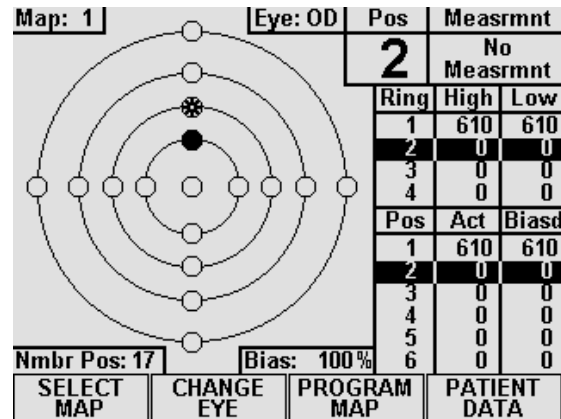 Map: 1
Eye: OD
Pos
Measrmnt
2
No
Measrmnt
Ring High Low
1 610 610
2 0 0
3 0 0
4 0 0
Pos Act Biasd
1 610 610
2 0 0
3 0 0
4 0 0
5 0 0
6 0 0
Nmbr Pos: 17
Bias: 100%
SELECT
MAP
CHANGE
EYE
PROGRAM
MAP
PATIENT
DATA